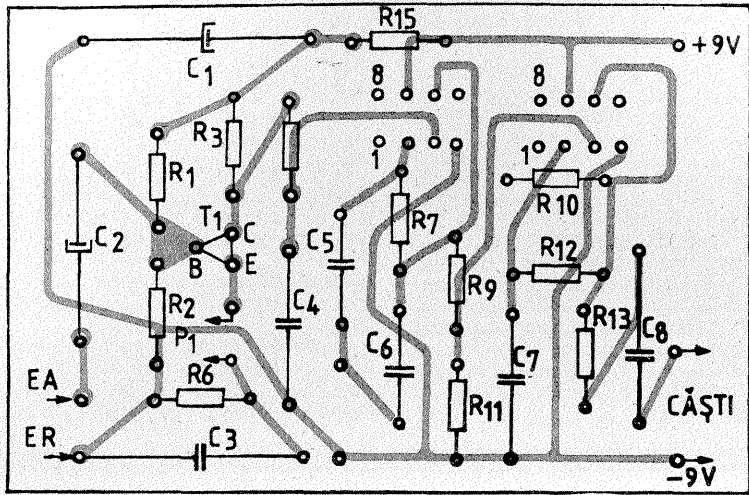 R15
+9V
C1
8
8
R3
R1
1
1
T1
R7
R10
C2
C
C5
B
E
R12
R2
C4
R9
P1
R13
C8
C6
C7
EA
R6
R11
CĂȘTI
ER
C3
-9V